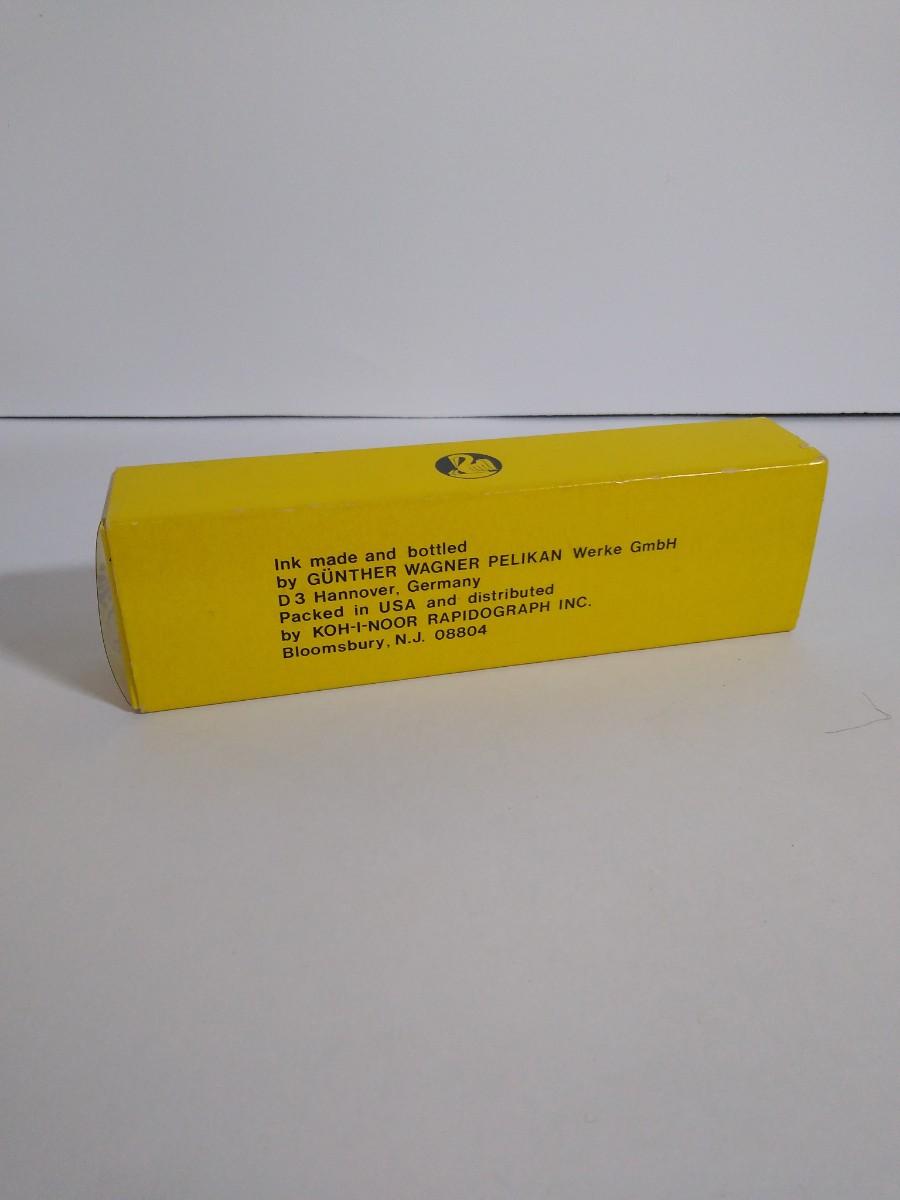 Ink made and bottled
by GÜNTHER WAGNER PELIKAN Werke GmbH
D 3 Hannover, Germany
Packed in USA and distributed
by KOH-I-NOOR RAPIDOGRAPH INC.
Bloomsbury, N.J. 08804